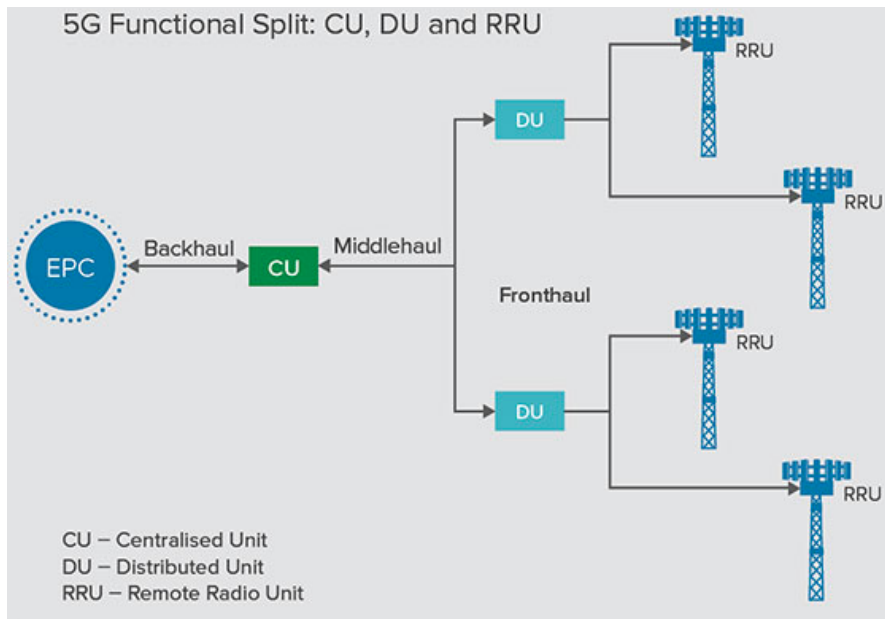 5G Functional Split: CU, DU and RRU
RRU
DU
RRU
Backhaul
Middlehaul
EPC
CU
Fronthaul
RRU
DU
RRU
CU – Centralised Unit
DU – Distributed Unit
RRU – Remote Radio Unit